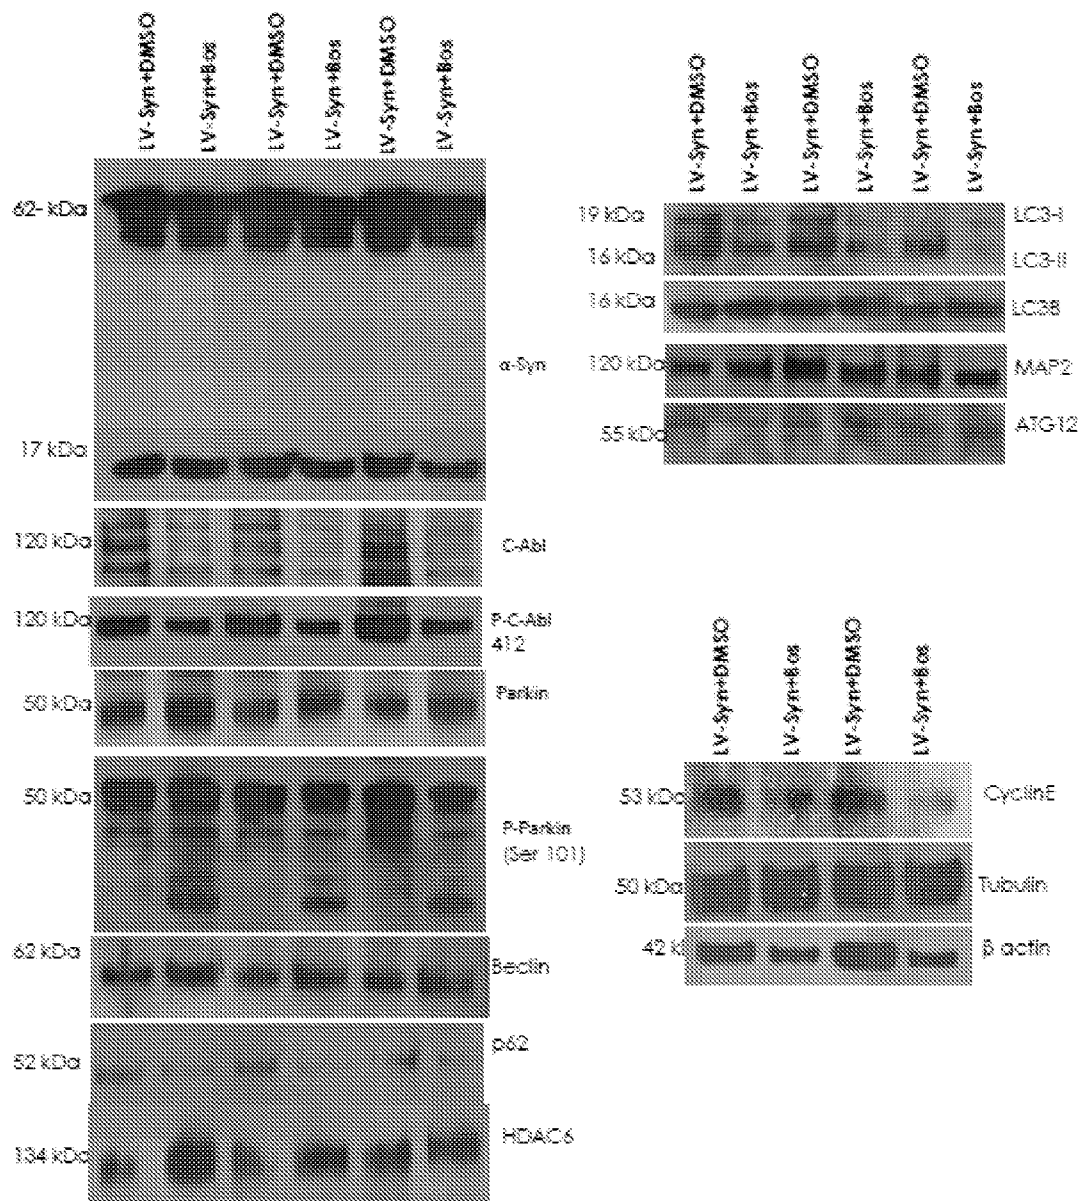 LV-Syn+DMSO
LV-Syn+Bos
LV-Syn+DMSO
LV-Syn+Bos
LV-Syn+DMSO
LV-Syn+Bos
62- kDa
α-Syn
17 kDa
120 kDa
C-Abl
120 kDa
P-C-Abl
412
50 kDa
Parkin
50 kDa
P-Parkin
(Ser 101)
62 kDa
Beclin
52 kDa
p62
134 kDa
HDAC6
LV-Syn+DMSO
LV-Syn+Bos
LV-Syn+DMSO
LV-Syn+Bos
LV-Syn+DMSO
LV-Syn+Bos
19 kDa
LC3-I
16 kDa
LC3-II
16 kDa
LC3B
120 kDa
MAP2
55 kDa
ATG12
LV-Syn+DMSO
LV-Syn+Bos
LV-Syn+DMSO
LV-Syn+Bos
53 kDa
CyclinE
50 kDa
Tubulin
42 k
β actin